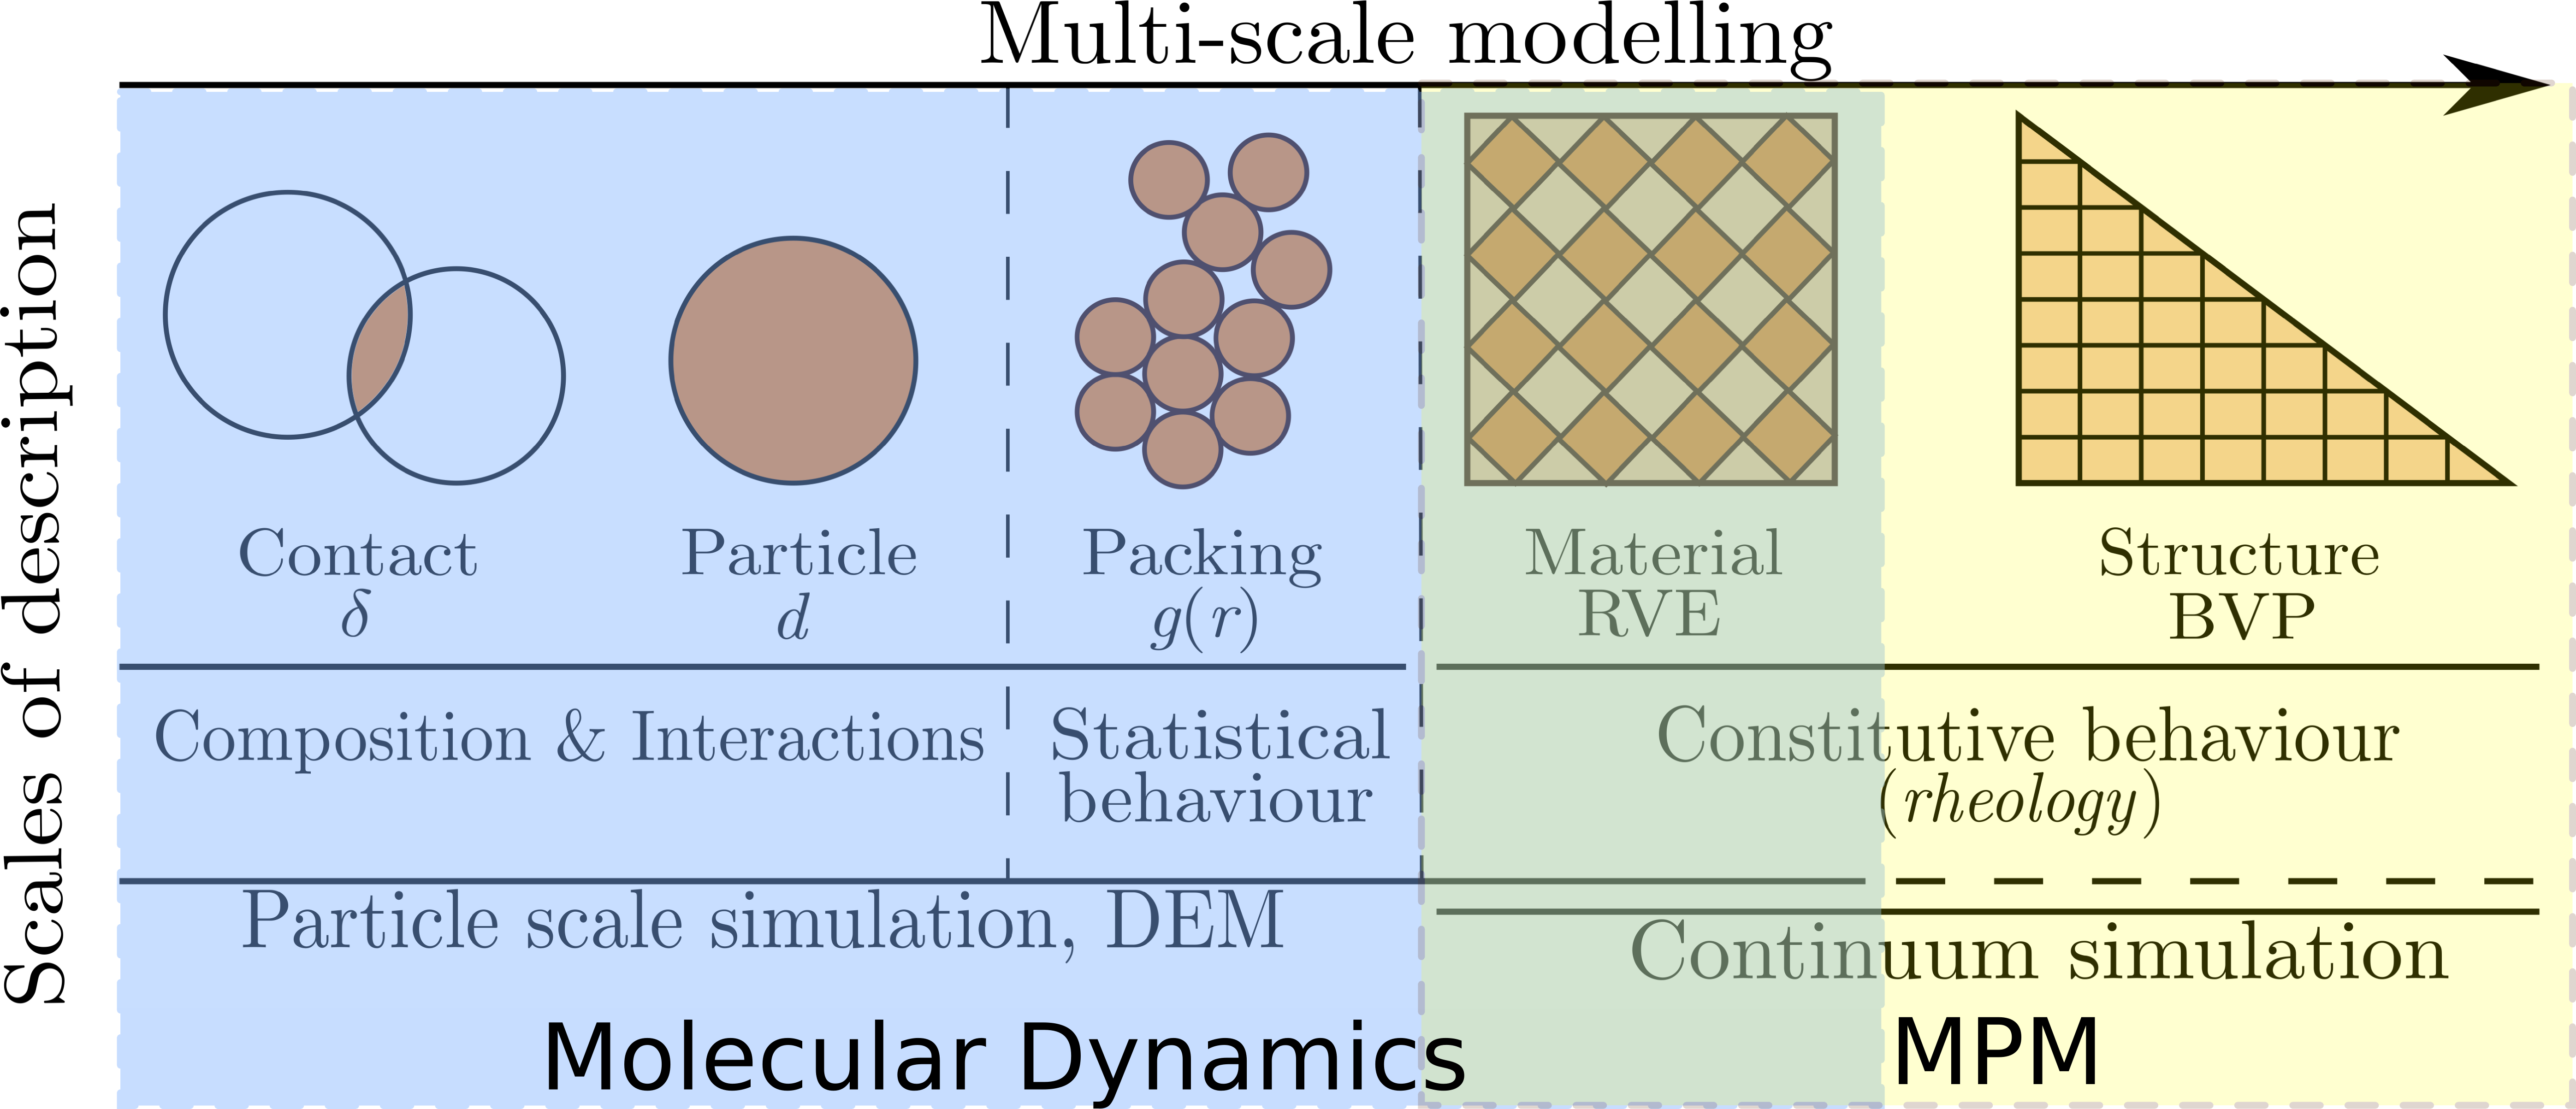 Multi-scale modelling
Scales of description
Contact
δ
Particle
d
Packing
g(r)
Material
RVE
Structure
BVP
Composition & Interactions
Statistical
behaviour
Constitutive behaviour
(rheology)
Particle scale simulation, DEM
Continuum simulation
Molecular Dynamics
MPM